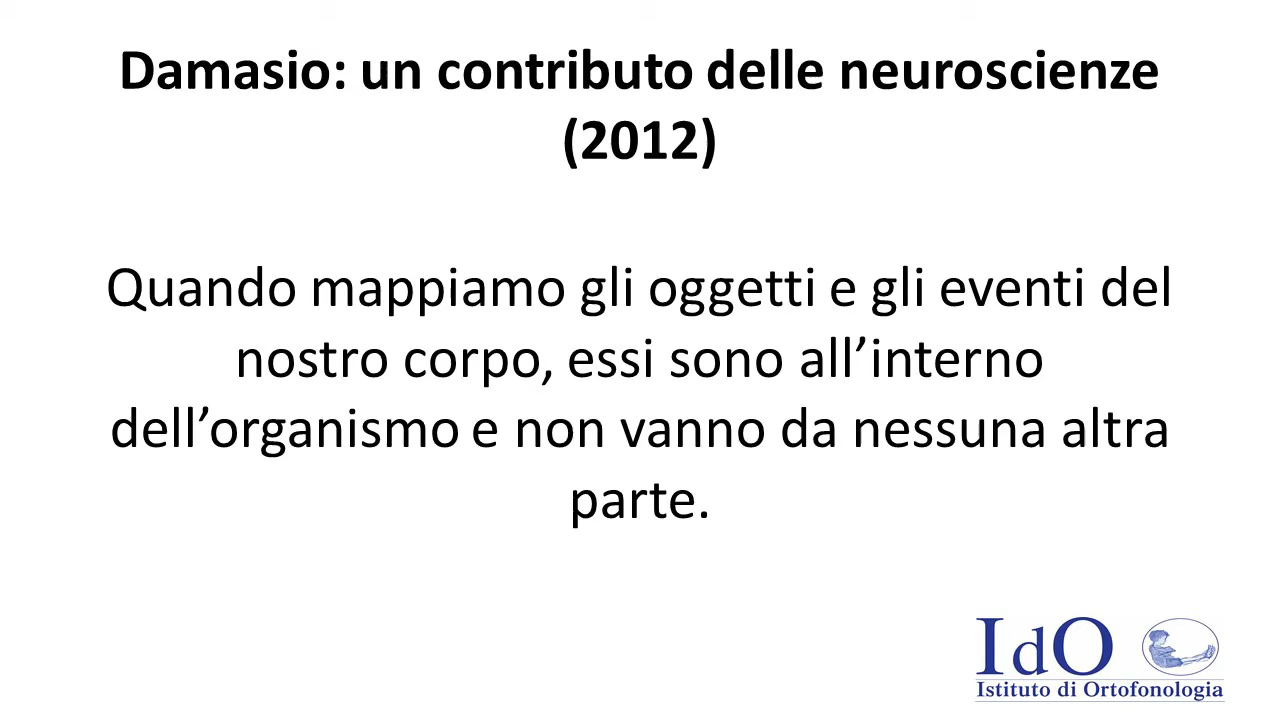 Damasio: un contributo delle neuroscienze
(2012)
Quando mappiamo gli oggetti e gli eventi del
nostro corpo, essi sono all’interno
dell’organismo e non vanno da nessuna altra
parte.
IdO
Istituto di Ortofonologia